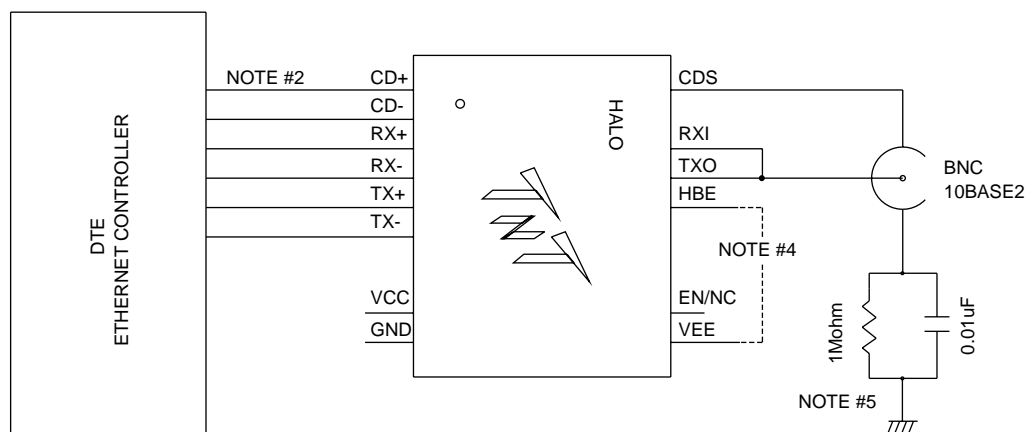 DTE
ETHERNET CONTROLLER
NOTE #2
CD+
CD-
RX+
RX-
TX+
TX-
VCC
GND
HALO
CDS
RXI
TXO
HBE
EN/NC
VEE
NOTE #4
BNC
10BASE2
1Mohm
0.01uF
NOTE #5